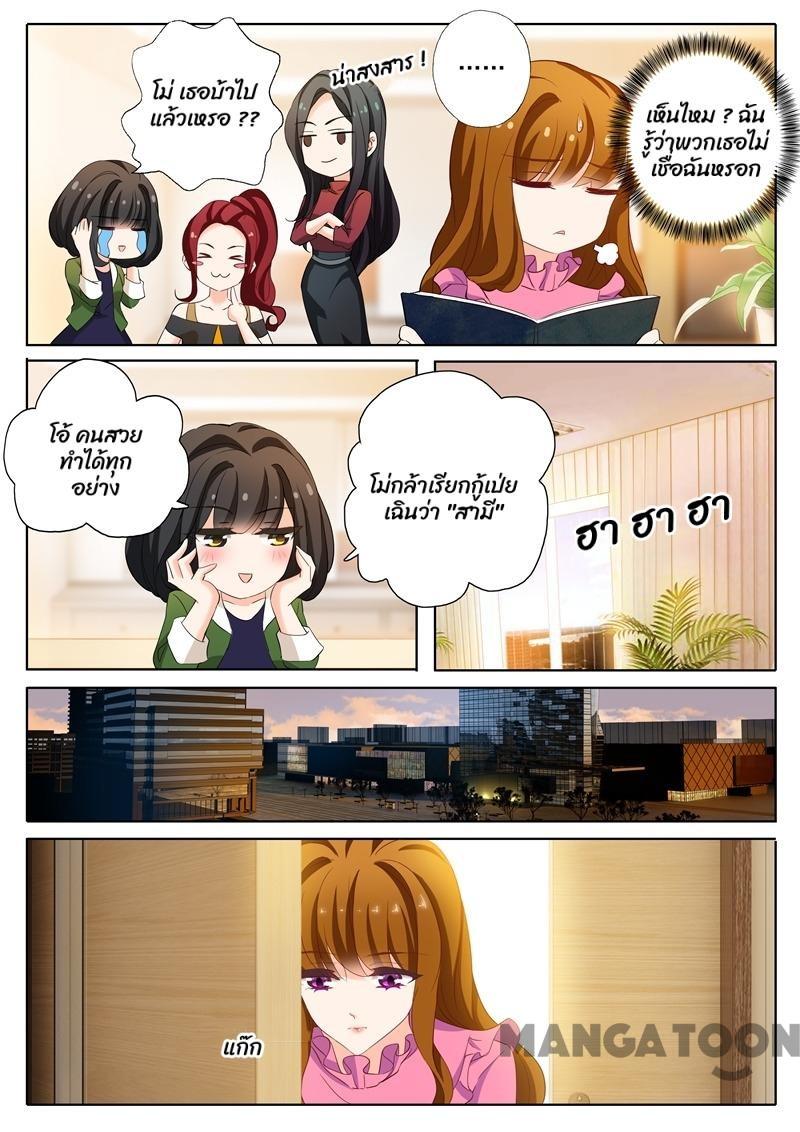 โม่ เธอบ้าไป
แล้วเหรอ ??
น่าสงสาร !
......
เห็นไหม ? ฉัน
รู้ว่าพวกเธอไม่
เชื่อฉันหรอก
โอ้ คนสวย
ทำได้ทุก
อย่าง
โม่กล้าเรียกกู้เป่ย
เฉินว่า "สามี"
ฮา ฮา ฮา
แก๊ก
MANGATOON